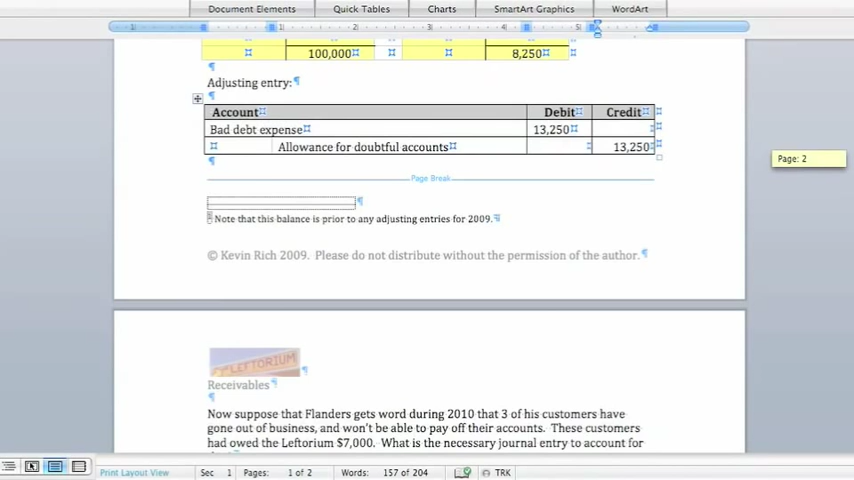 Document Elements Quick Tables Charts SmartArt Graphics WordArt
1 1 2 3 4 5
100,000 8,250
Adjusting entry:
Account Debit Credit
Bad debt expense 13,250
Allowance for doubtful accounts 13,250
Page: 2
Page Break
Note that this balance is prior to any adjusting entries for 2009.
© Kevin Rich 2009. Please do not distribute without the permission of the author.
LEFTORIUM
Receivables
Now suppose that Flanders gets word during 2010 that 3 of his customers have
gone out of business, and won't be able to pay off their accounts. These customers
had owed the Leftorium $7,000. What is the necessary journal entry to account for
Print Layout View Sec 1 Pages: 1 of 2 Words: 157 of 204 TRK